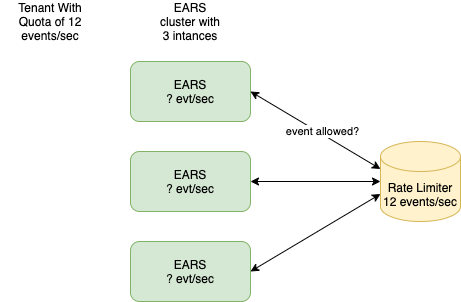 Tenant With
Quota of 12
events/sec
EARS
cluster with
3 intances
EARS
? evt/sec
event allowed?
EARS
? evt/sec
Rate Limiter
12 events/sec
EARS
? evt/sec